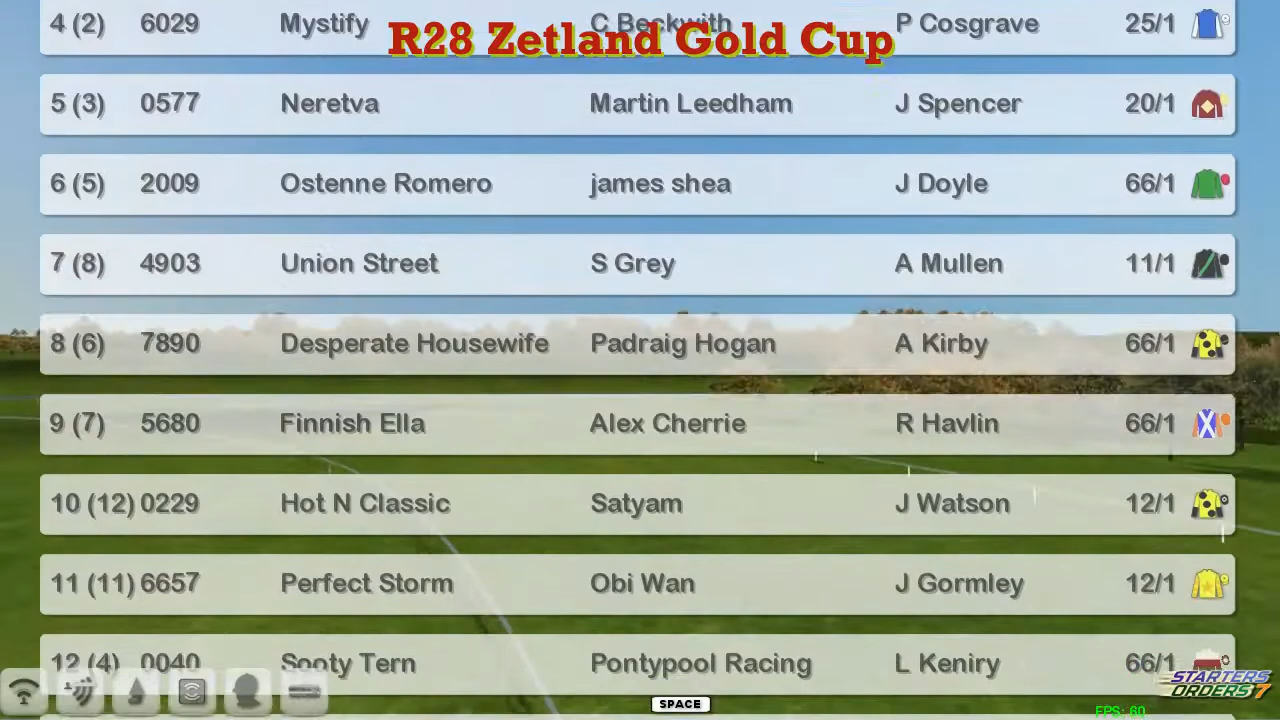 4 (2) 6029 Mystify C Beckwith P Cosgrave 25/1
R28 Zetland Gold Cup
5 (3) 0577 Neretva Martin Leedham J Spencer 20/1
6 (5) 2009 Ostenne Romero james shea J Doyle 66/1
7 (8) 4903 Union Street S Grey A Mullen 11/1
8 (6) 7890 Desperate Housewife Padraig Hogan A Kirby 66/1
9 (7) 5680 Finnish Ella Alex Cherrie R Havlin 66/1
10 (12) 0229 Hot N Classic Satyam J Watson 12/1
11 (11) 6657 Perfect Storm Obi Wan J Gormley 12/1
12 (4) 0040 Sooty Tern Pontypool Racing L Keniry 66/1
STARTERS
ORDERS 7
SPACE
FPS: 60